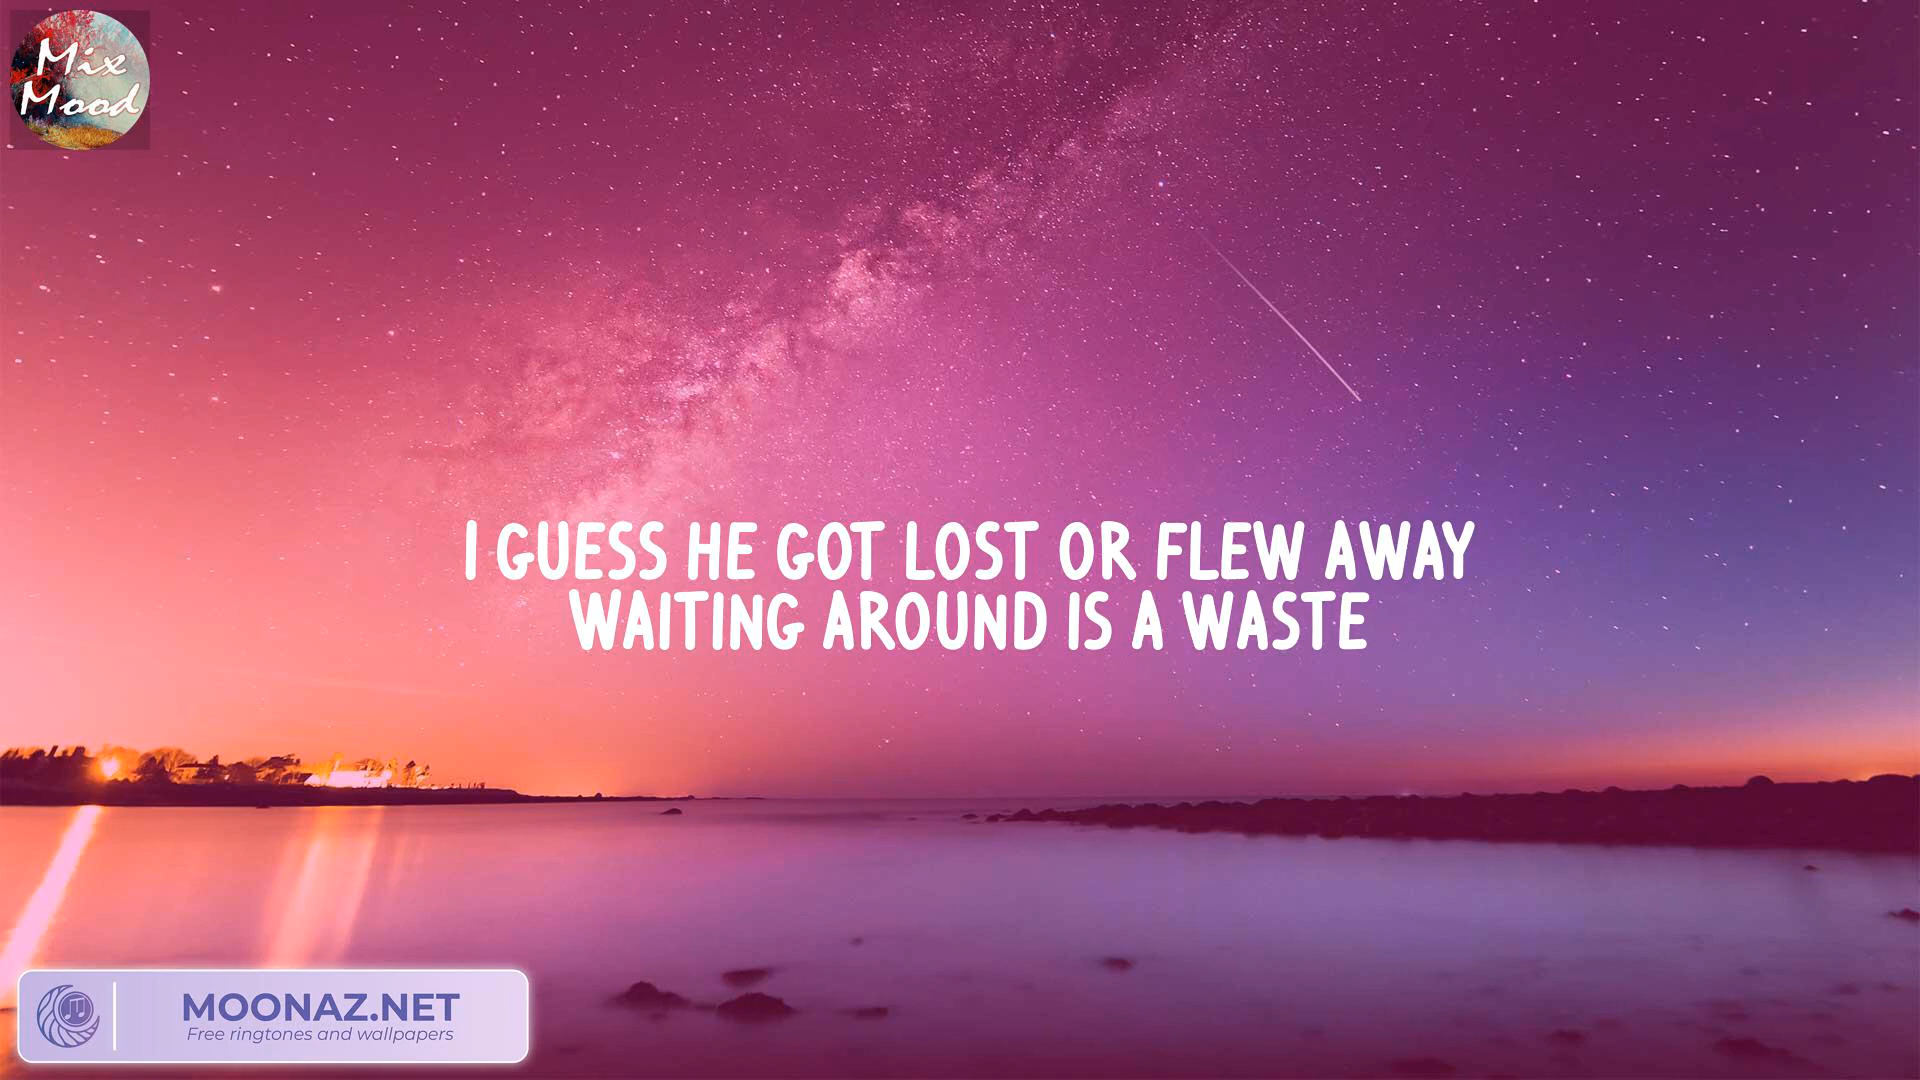 Mix
Mood
I GUESS HE GOT LOST OR FLEW AWAY
WAITING AROUND IS A WASTE
MOONAZ.NET
Free ringtones and wallpapers